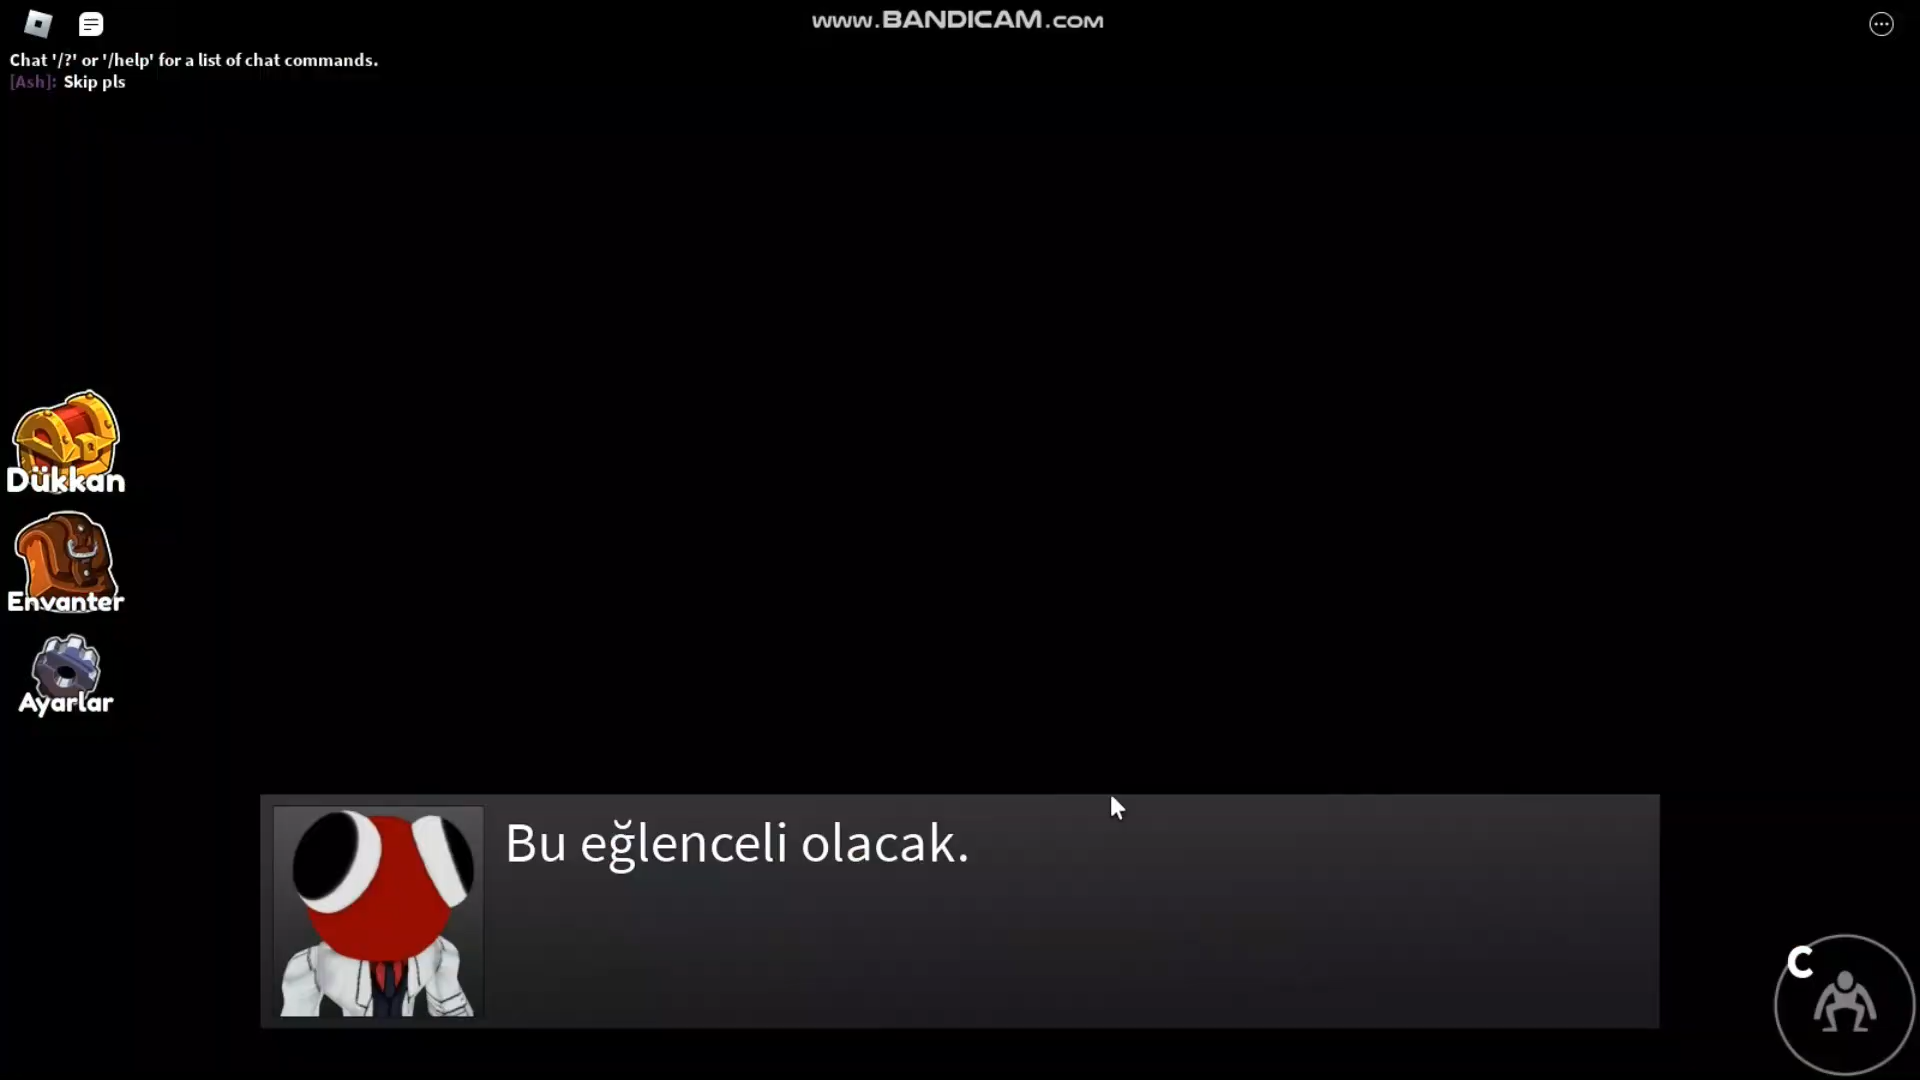 www.BANDICAM.com
Chat '/?' or '/help' for a list of chat commands.
[Ash]: Skip pls
Dükkan
Envanter
Ayarlar
Bu eğlenceli olacak.
C